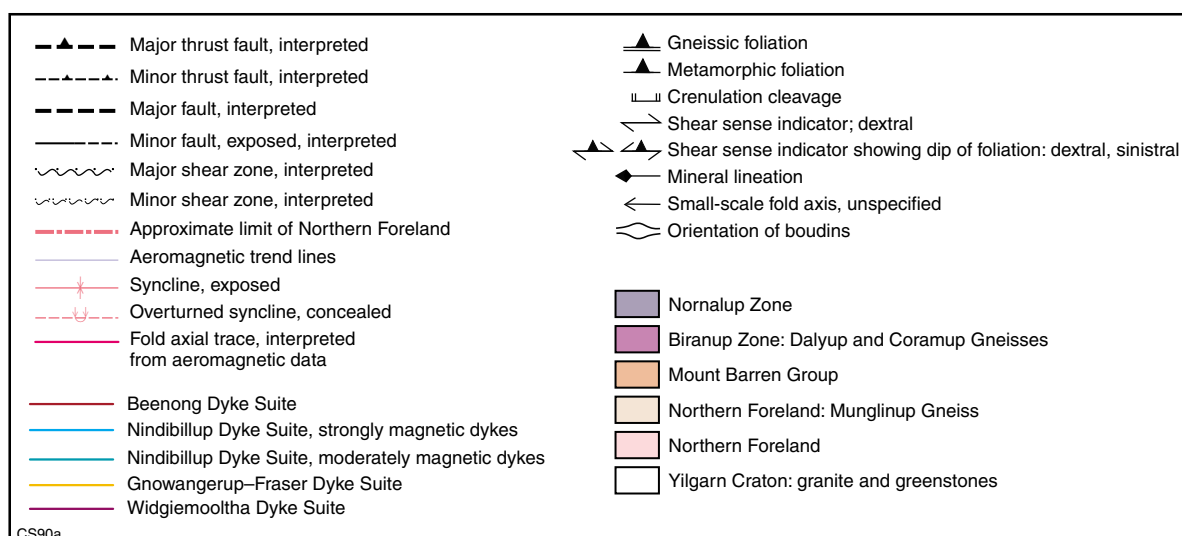 Major thrust fault, interpreted
Minor thrust fault, interpreted
Major fault, interpreted
Minor fault, exposed, interpreted
Major shear zone, interpreted
Minor shear zone, interpreted
Approximate limit of Northern Foreland
Aeromagnetic trend lines
Syncline, exposed
Overturned syncline, concealed
Fold axial trace, interpreted
from aeromagnetic data
Beenong Dyke Suite
Nindibillup Dyke Suite, strongly magnetic dykes
Nindibillup Dyke Suite, moderately magnetic dykes
Gnowangerup–Fraser Dyke Suite
Widgiemooltha Dyke Suite
CS90a
Gneissic foliation
Metamorphic foliation
Crenulation cleavage
Shear sense indicator; dextral
Shear sense indicator showing dip of foliation: dextral, sinistral
Mineral lineation
Small-scale fold axis, unspecified
Orientation of boudins
Nornalup Zone
Biranup Zone: Dalyup and Coramup Gneisses
Mount Barren Group
Northern Foreland: Munglinup Gneiss
Northern Foreland
Yilgarn Craton: granite and greenstones